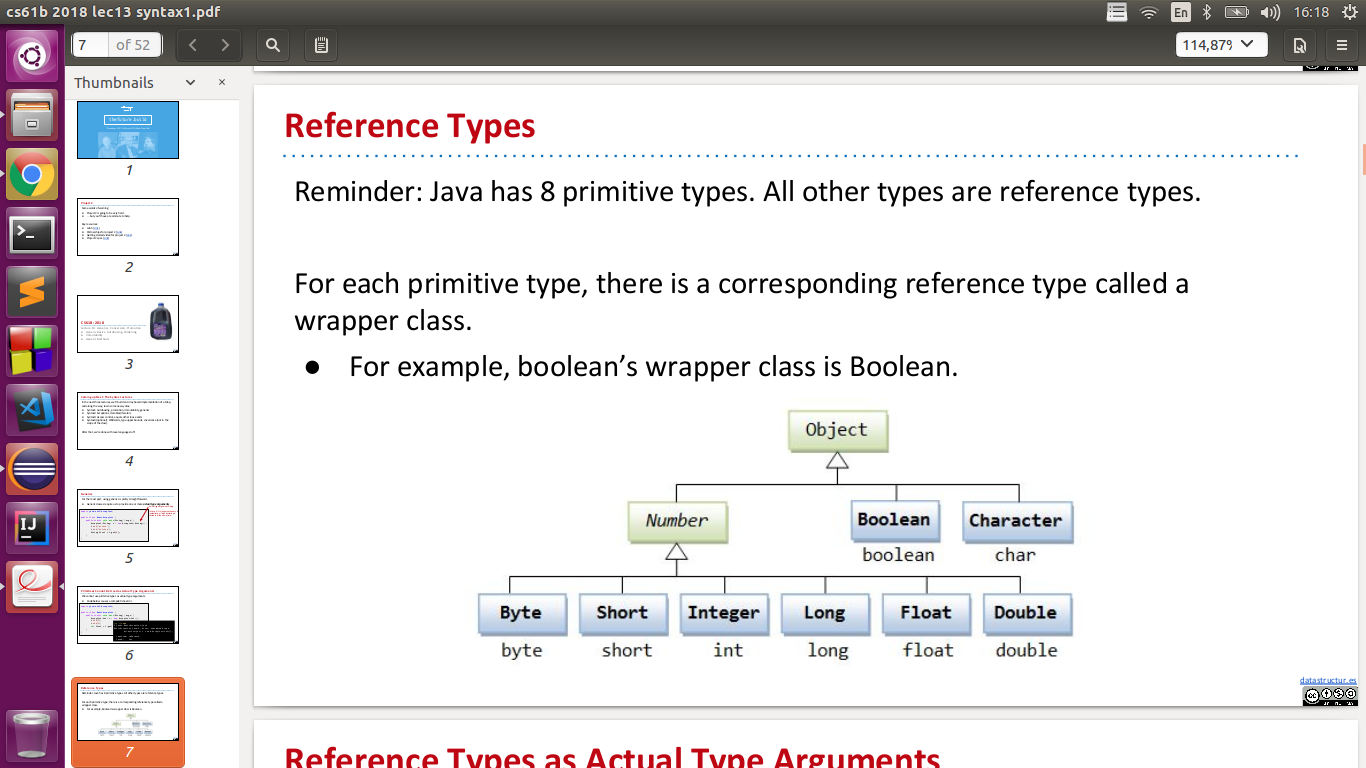 cs61b 2018 lec13 syntax1.pdf
En
16:18
7
of 52
114,87%
Thumbnails
1
2
3
4
5
6
7
Reference Types
Reminder: Java has 8 primitive types. All other types are reference types.
For each primitive type, there is a corresponding reference type called a
wrapper class.
● For example, boolean’s wrapper class is Boolean.
Object
Number Boolean Character
boolean char
Byte Short Integer Long Float Double
byte short int long float double
datastructur.es
Reference Types as Actual Type Arguments